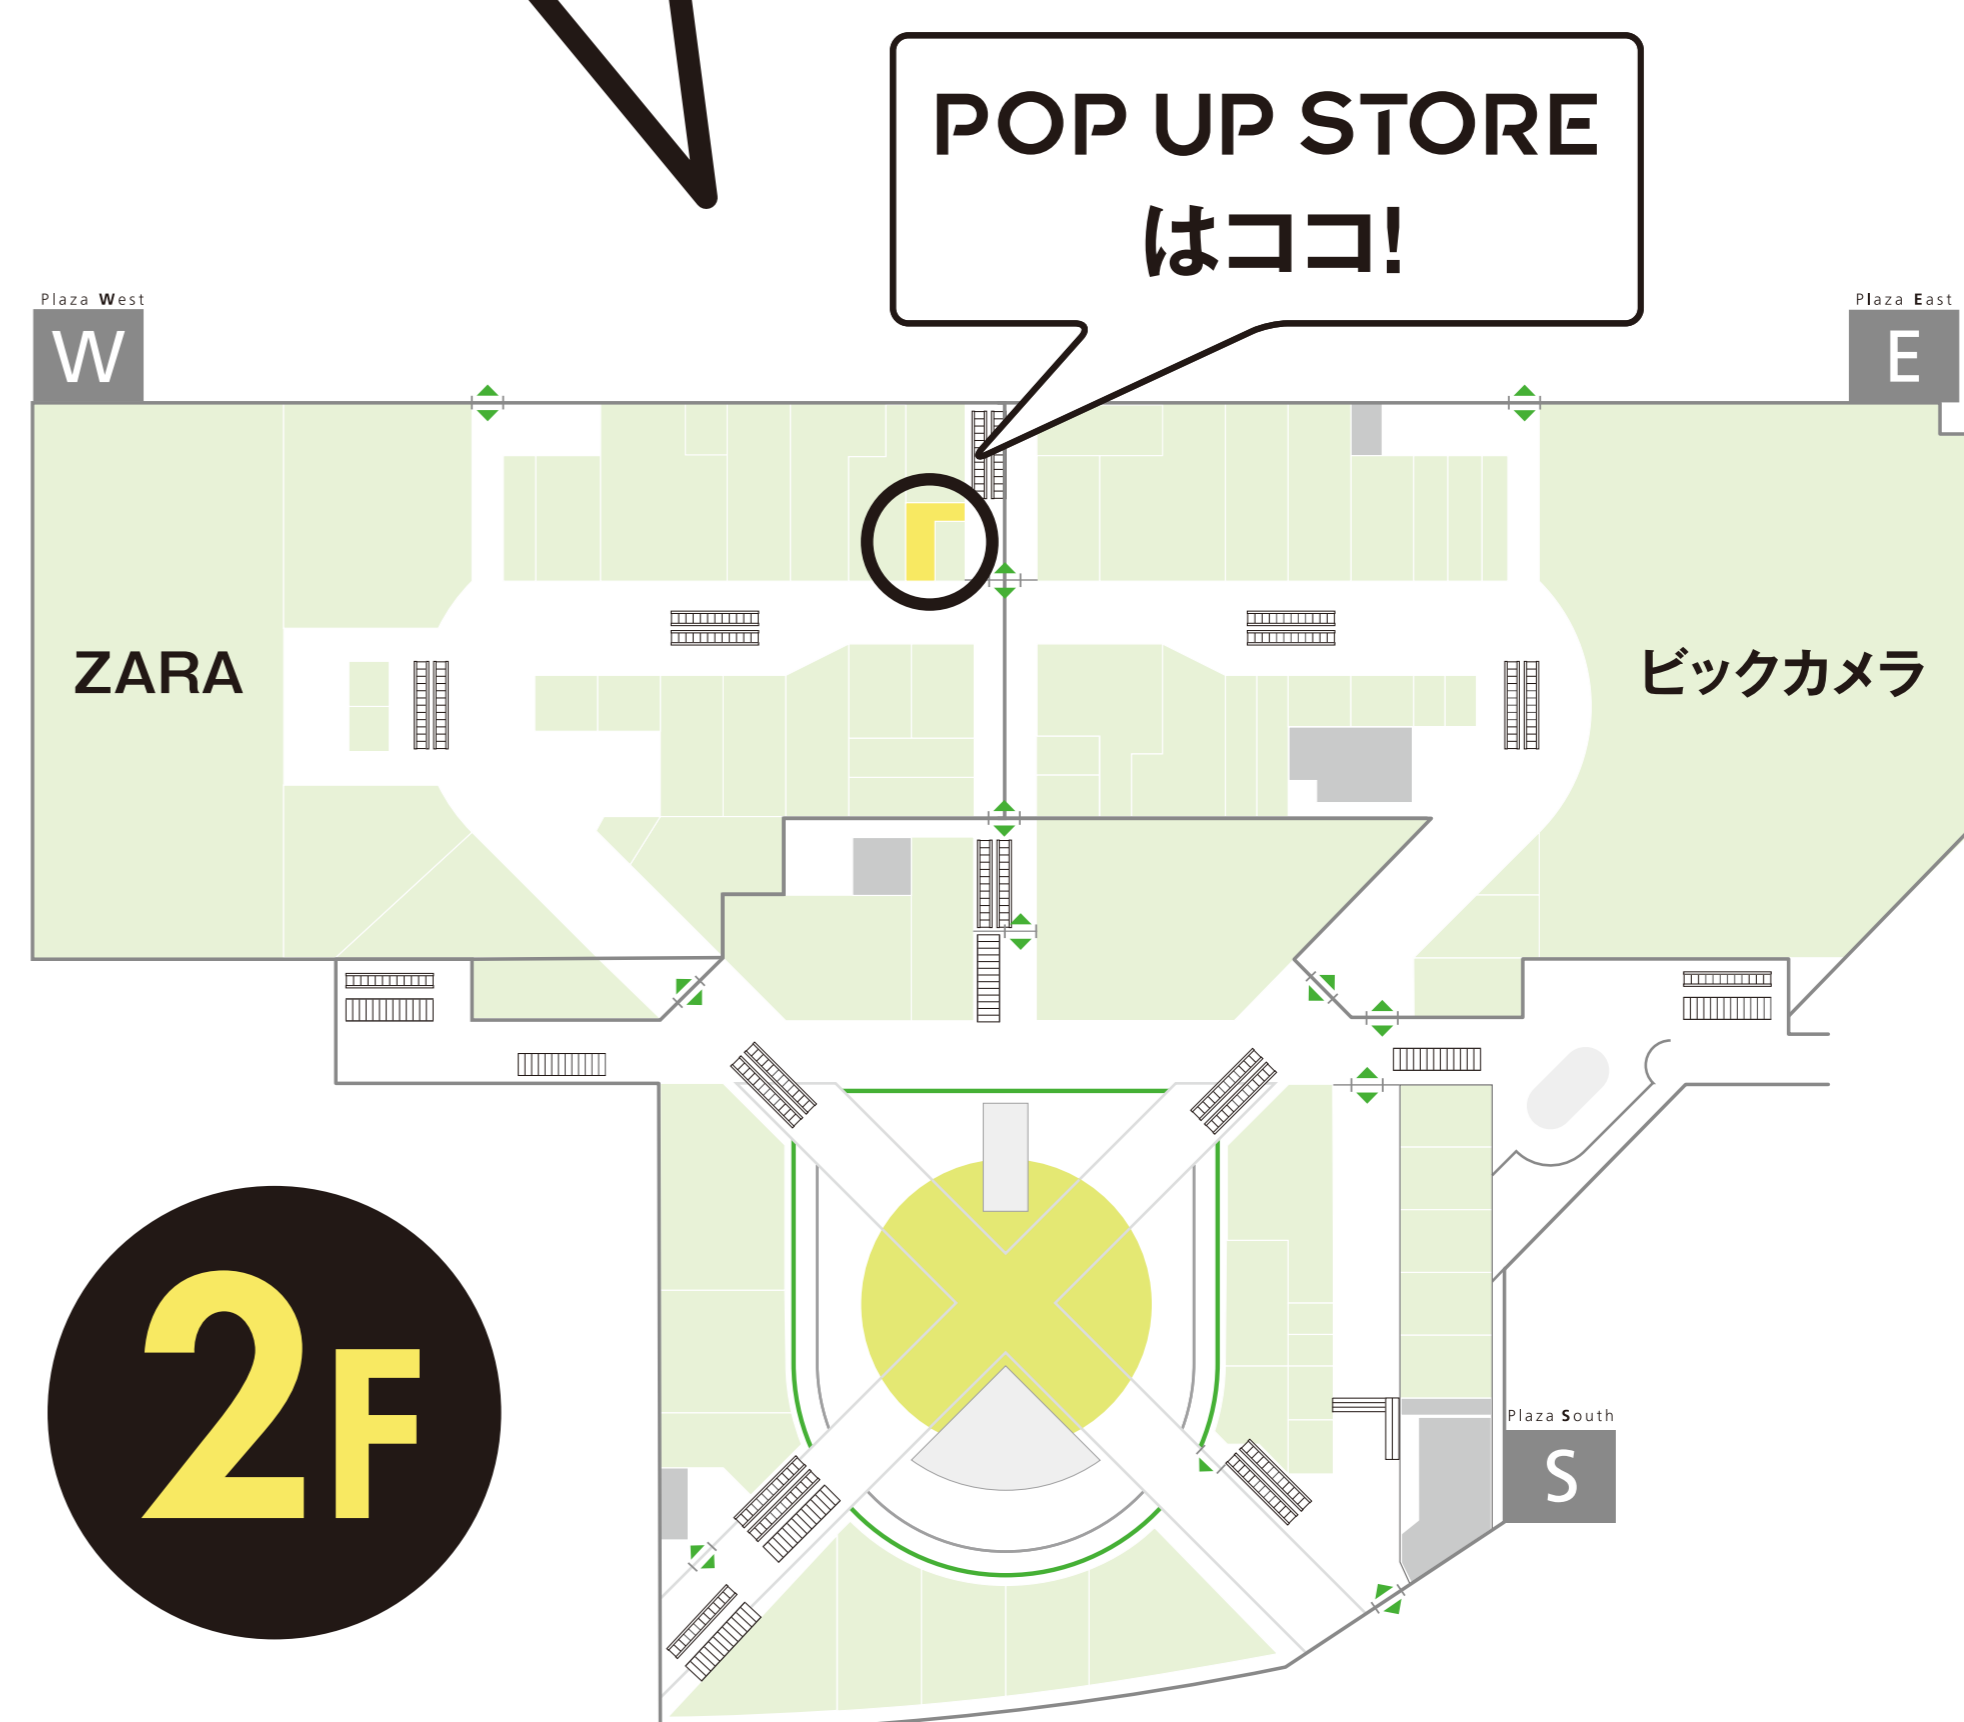 POP UP STORE
はココ!
Plaza West
W
Plaza East
E
ZARA
ビックカメラ
2F
Plaza South
S